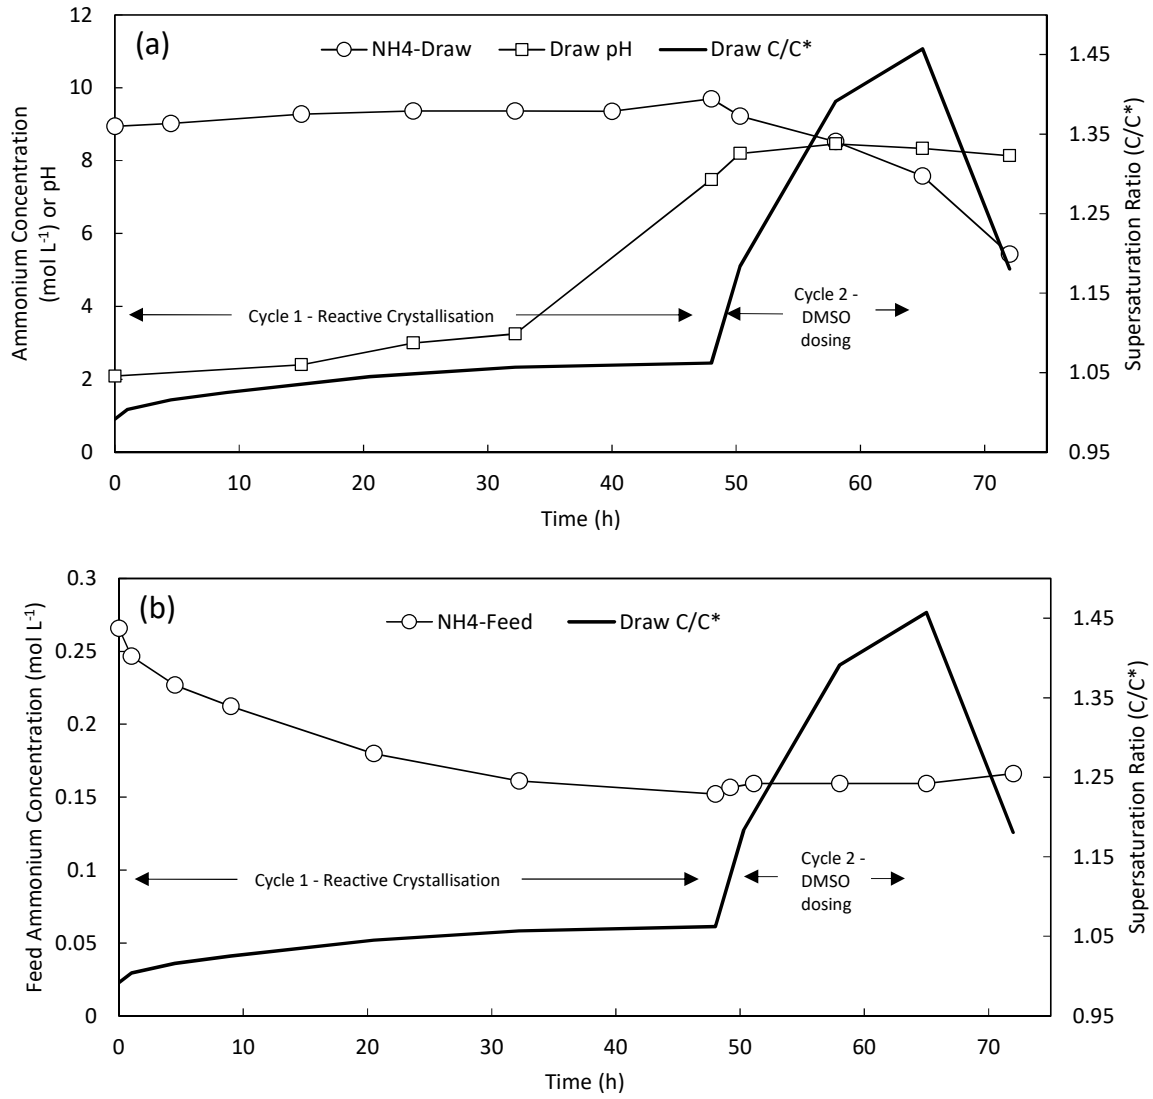 (a)
NH4-Draw
Draw pH
Draw C/C*
12
10
8
6
4
2
0
Ammonium Concentration
(mol L-1) or pH
1.45
1.35
1.25
1.15
1.05
0.95
Supersaturation Ratio (C/C*)
Cycle 1 - Reactive Crystallisation
Cycle 2 -
DMSO
dosing
0 10 20 30 40 50 60 70
Time (h)
(b)
NH4-Feed
Draw C/C*
0.3
0.25
0.2
0.15
0.1
0.05
0
Feed Ammonium Concentration (mol L-1)
1.45
1.35
1.25
1.15
1.05
0.95
Supersaturation Ratio (C/C*)
Cycle 1 - Reactive Crystallisation
Cycle 2 -
DMSO
dosing
0 10 20 30 40 50 60 70
Time (h)